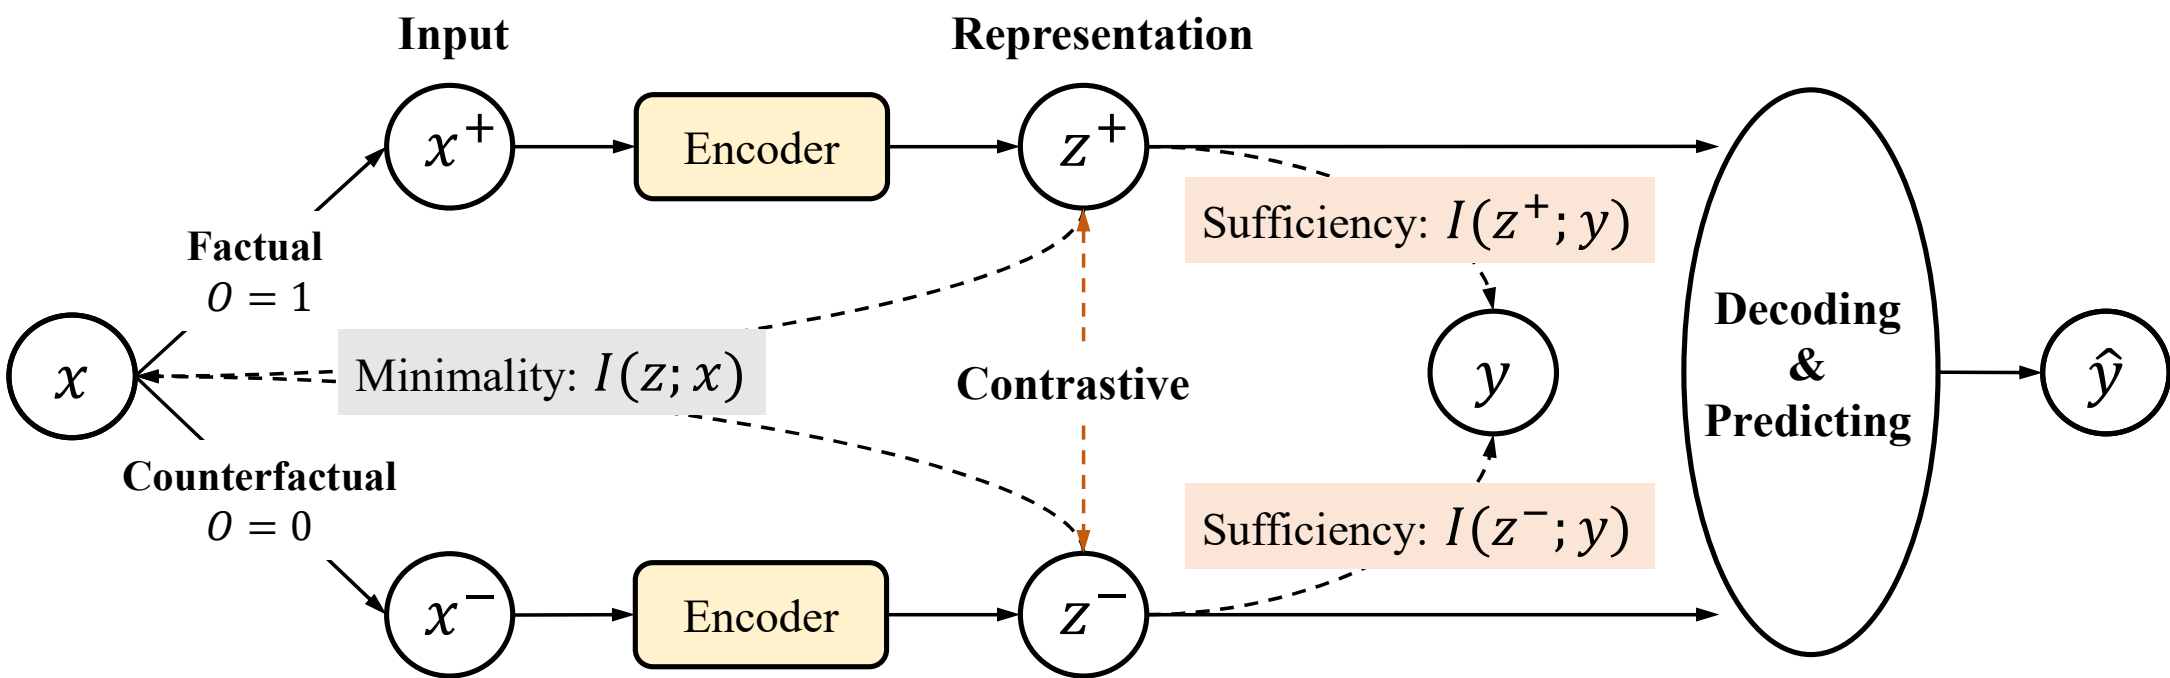 Input
Representation
x⁺
Encoder
z⁺
Sufficiency: I(z⁺; y)
Factual
O = 1
x
Minimality: I(z; x)
Contrastive
y
Decoding
&
Predicting
ŷ
Counterfactual
O = 0
Sufficiency: I(z⁻; y)
x⁻
Encoder
z⁻